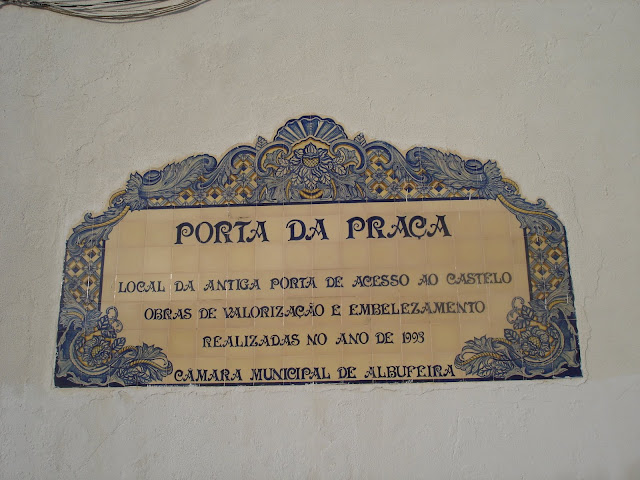 PORTA DA PRAÇA
LOCAL DA ANTIGA PORTA DE ACESSO AO CASTELO
OBRAS DE VALORIZAÇÃO E EMBELEZAMENTO
REALIZADAS NO ANO DE 1993
CÂMARA MUNICIPAL DE ALBUFEIRA